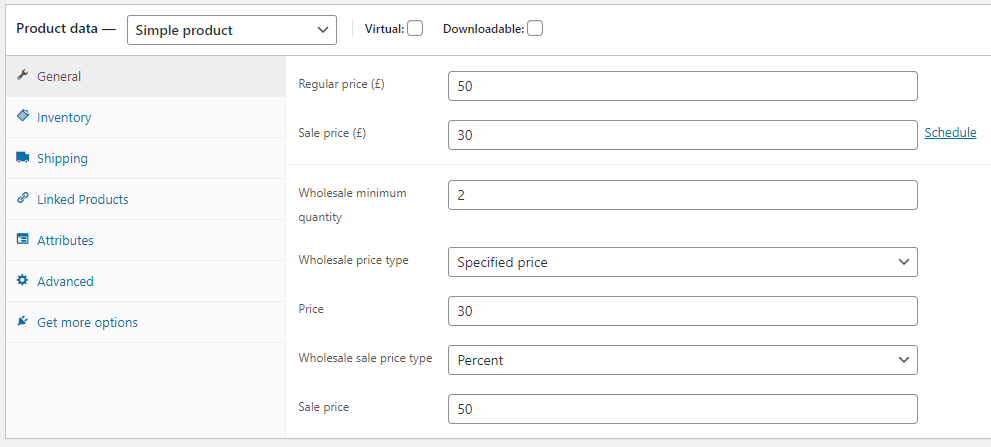 Product data — Simple product Virtual: Downloadable:
General
Inventory
Shipping
Linked Products
Attributes
Advanced
Get more options
Regular price (£) 50
Sale price (£) 30 Schedule
Wholesale minimum
quantity
2
Wholesale price type Specified price
Price 30
Wholesale sale price type Percent
Sale price 50